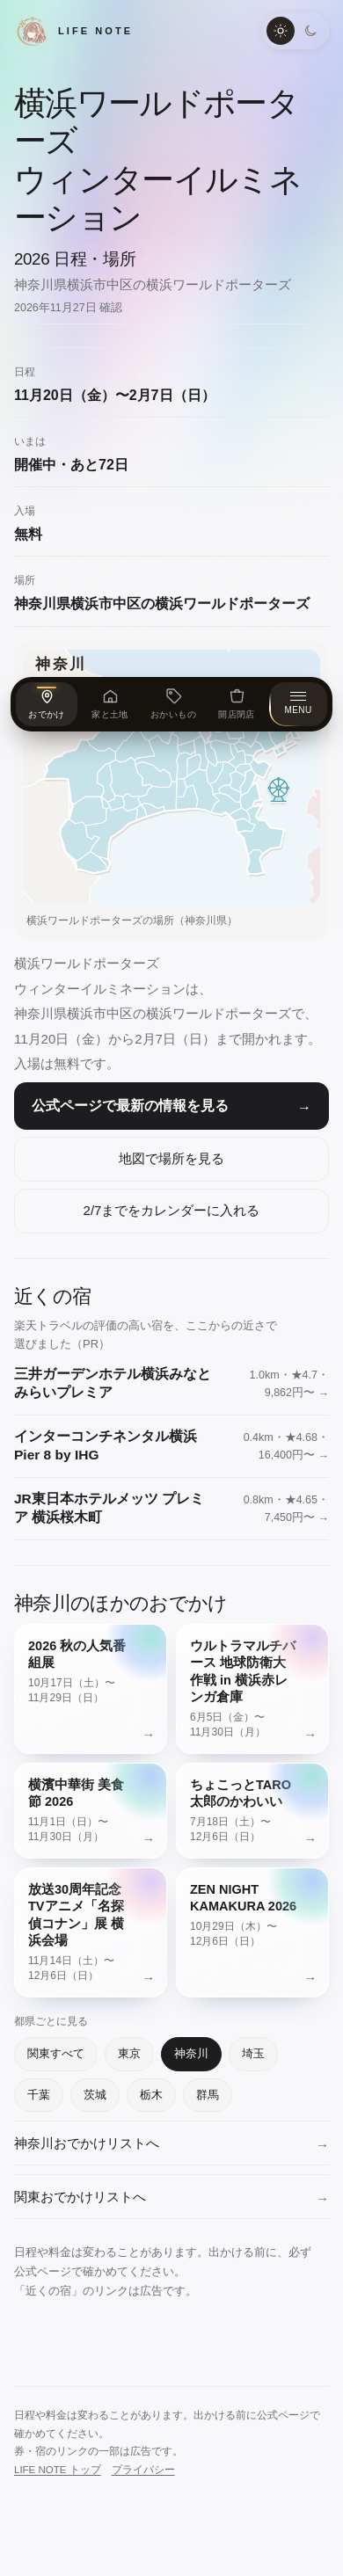 LIFE NOTE
横浜ワールドポータ
ーズ
ウィンターイルミネ
ーション
2026 日程・場所
神奈川県横浜市中区の横浜ワールドポーターズ
2026年11月27日 確認
日程
11月20日（金）〜2月7日（日）
いまは
開催中・あと72日
入場
無料
場所
神奈川県横浜市中区の横浜ワールドポーターズ
神奈川
おでかけ
家と土地
おかいもの
開店閉店
MENU
横浜ワールドポーターズの場所（神奈川県）
横浜ワールドポーターズ
ウィンターイルミネーションは、
神奈川県横浜市中区の横浜ワールドポーターズで、
11月20日（金）から2月7日（日）まで開かれます。
入場は無料です。
公式ページで最新の情報を見る →
地図で場所を見る
2/7までをカレンダーに入れる
近くの宿
楽天トラベルの評価の高い宿を、ここからの近さで
選びました（PR）
三井ガーデンホテル横浜みなと
みらいプレミア
1.0km・★4.7・
9,862円〜 →
インターコンチネンタル横浜
Pier 8 by IHG
0.4km・★4.68・
16,400円〜 →
JR東日本ホテルメッツ プレミ
ア 横浜桜木町
0.8km・★4.65・
7,450円〜 →
神奈川のほかのおでかけ
2026 秋の人気番
組展
10月17日（土）〜
11月29日（日）
→
ウルトラマルチバ
ース 地球防衛大
作戦 in 横浜赤レ
ンガ倉庫
6月5日（金）〜
11月30日（月）
→
横濱中華街 美食
節 2026
11月1日（日）〜
11月30日（月）
→
ちょこっとTARO
太郎のかわいい
7月18日（土）〜
12月6日（日）
→
放送30周年記念
TVアニメ「名探
偵コナン」展 横
浜会場
11月14日（土）〜
12月6日（日）
→
ZEN NIGHT
KAMAKURA 2026
10月29日（木）〜
12月6日（日）
→
都県ごとに見る
関東すべて
東京
神奈川
埼玉
千葉
茨城
栃木
群馬
神奈川おでかけリストへ →
関東おでかけリストへ →
日程や料金は変わることがあります。出かける前に、必ず
公式ページで確かめてください。
「近くの宿」のリンクは広告です。
日程や料金は変わることがあります。出かける前に公式ページで
確かめてください。
券・宿のリンクの一部は広告です。
LIFE NOTE トップ プライバシー